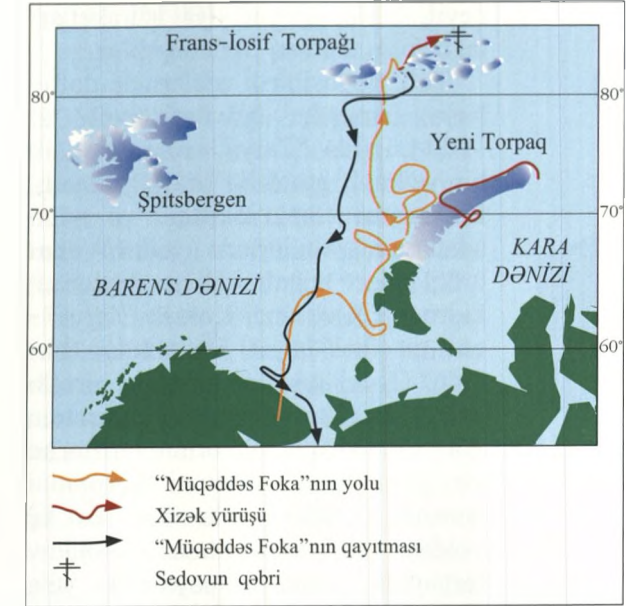 Frans-İosif Torpağı
80°
80°
Yeni Torpaq
Şpitsbergen
70°
70°
KARA
DƏNİZİ
BARENS DƏNİZİ
60°
60°
“Müqəddəs Foka”nın yolu
Xizək yürüşü
“Müqəddəs Foka”nın qayıtması
Sedovun qəbri